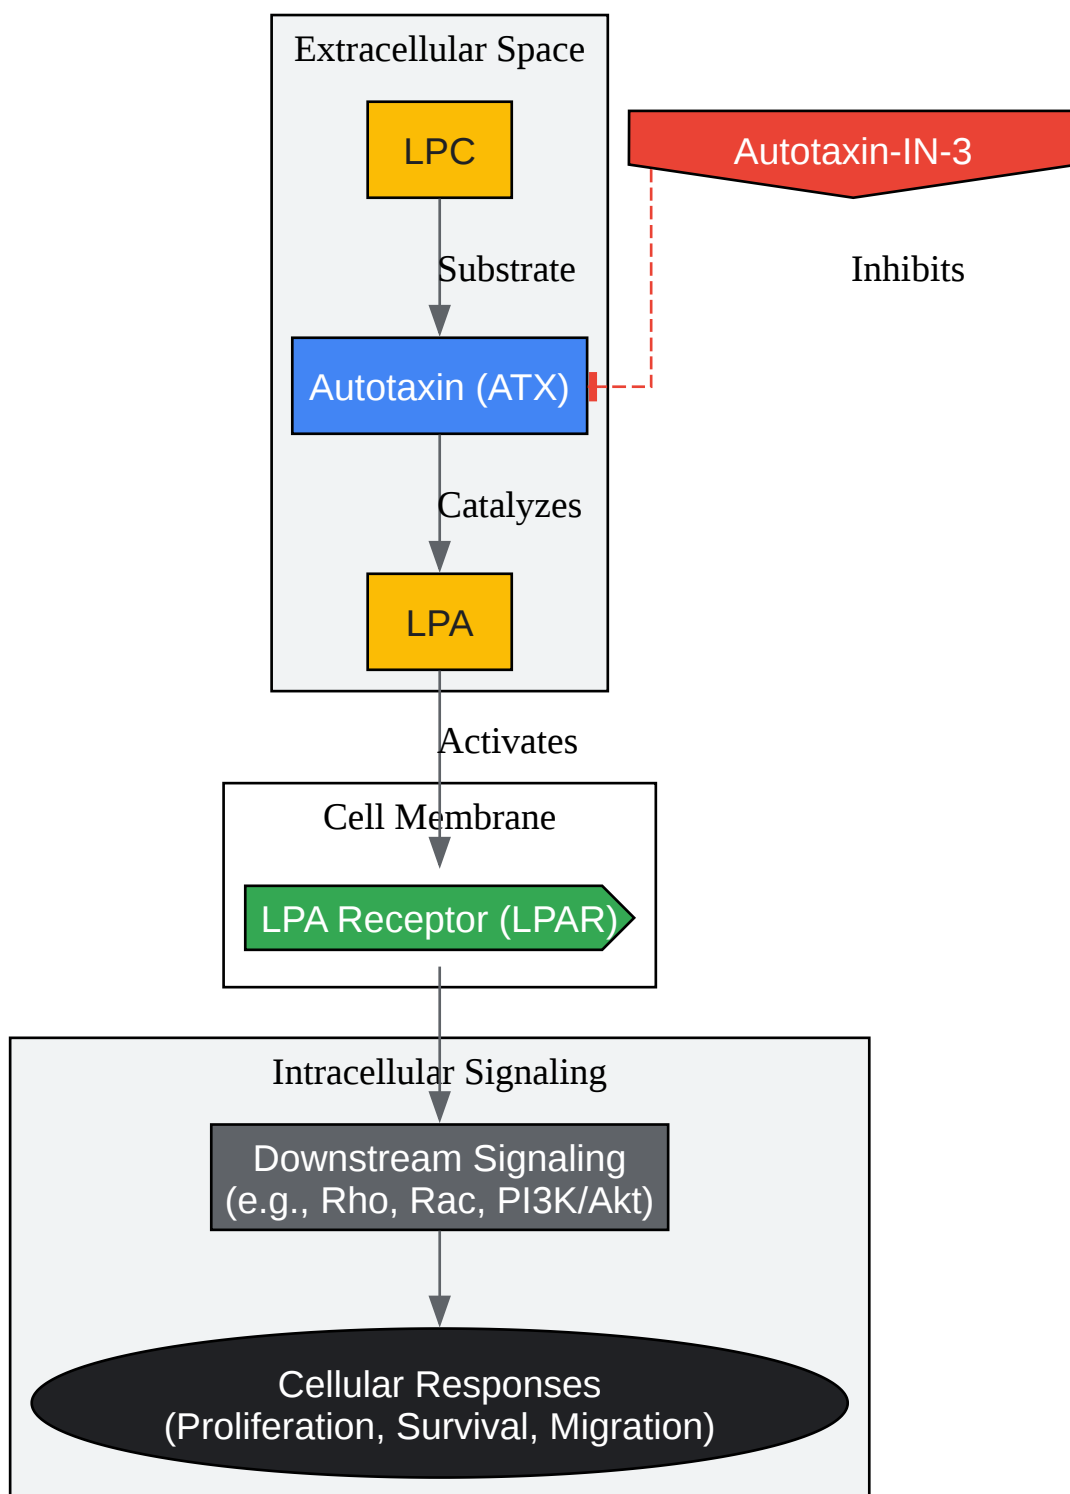 Extracellular Space
LPC
Autotaxin-IN-3
Substrate
Inhibits
Autotaxin (ATX)
Catalyzes
LPA
Activates
Cell Membrane
LPA Receptor (LPAR)
Intracellular Signaling
Downstream Signaling
(e.g., Rho, Rac, PI3K/Akt)
Cellular Responses
(Proliferation, Survival, Migration)